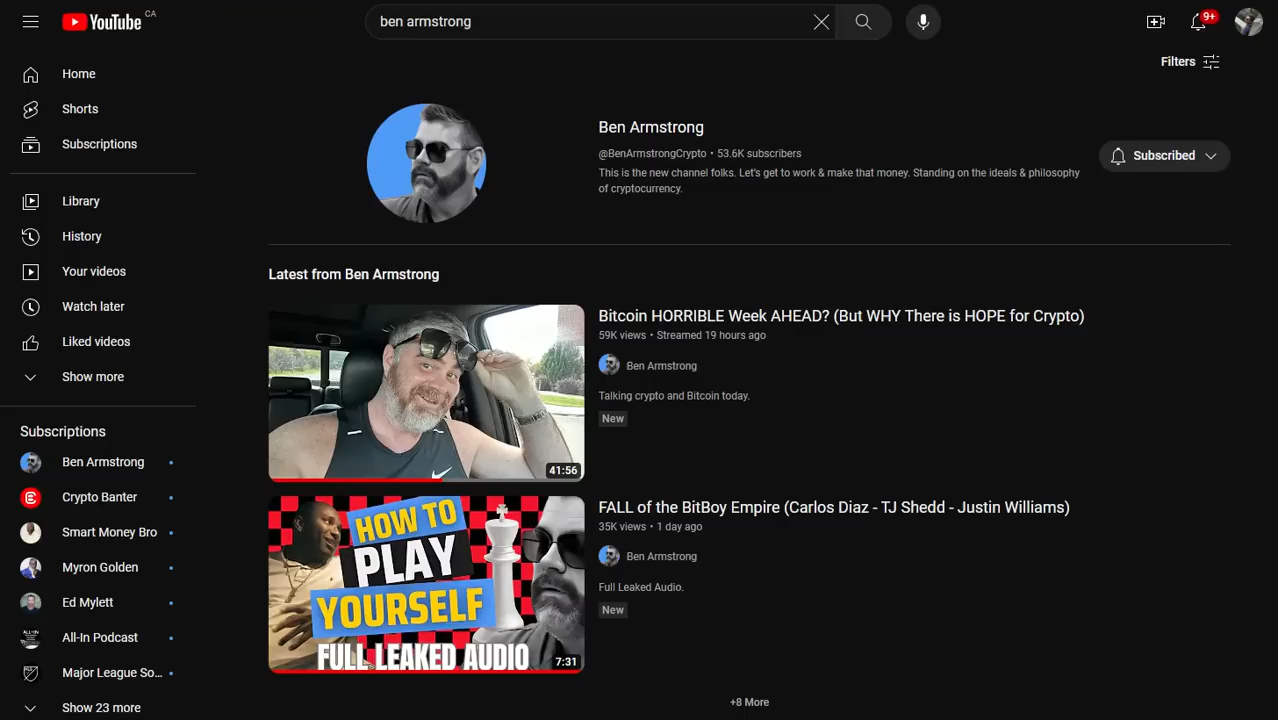 YouTube CA
ben armstrong
9+
Filters
Home
Shorts
Subscriptions
Library
History
Your videos
Watch later
Liked videos
Show more
Subscriptions
Ben Armstrong
Crypto Banter
Smart Money Bro
Myron Golden
Ed Mylett
ALL-IN
All-In Podcast
Major League So...
Show 23 more
Ben Armstrong
@BenArmstrongCrypto • 53.6K subscribers
This is the new channel folks. Let's get to work & make that money. Standing on the ideals & philosophy
of cryptocurrency.
Subscribed
Latest from Ben Armstrong
41:56
Bitcoin HORRIBLE Week AHEAD? (But WHY There is HOPE for Crypto)
59K views • Streamed 19 hours ago
Ben Armstrong
Talking crypto and Bitcoin today.
New
HOW TO
PLAY
YOURSELF
FULL LEAKED AUDIO
7:31
FALL of the BitBoy Empire (Carlos Diaz - TJ Shedd - Justin Williams)
35K views • 1 day ago
Ben Armstrong
Full Leaked Audio.
New
+8 More